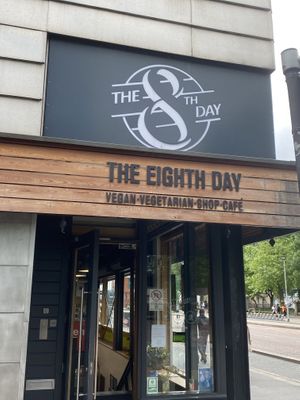 THE 8TH DAY
THE EIGHTH DAY
VEGAN·VEGETARIAN·SHOP·CAFÉ